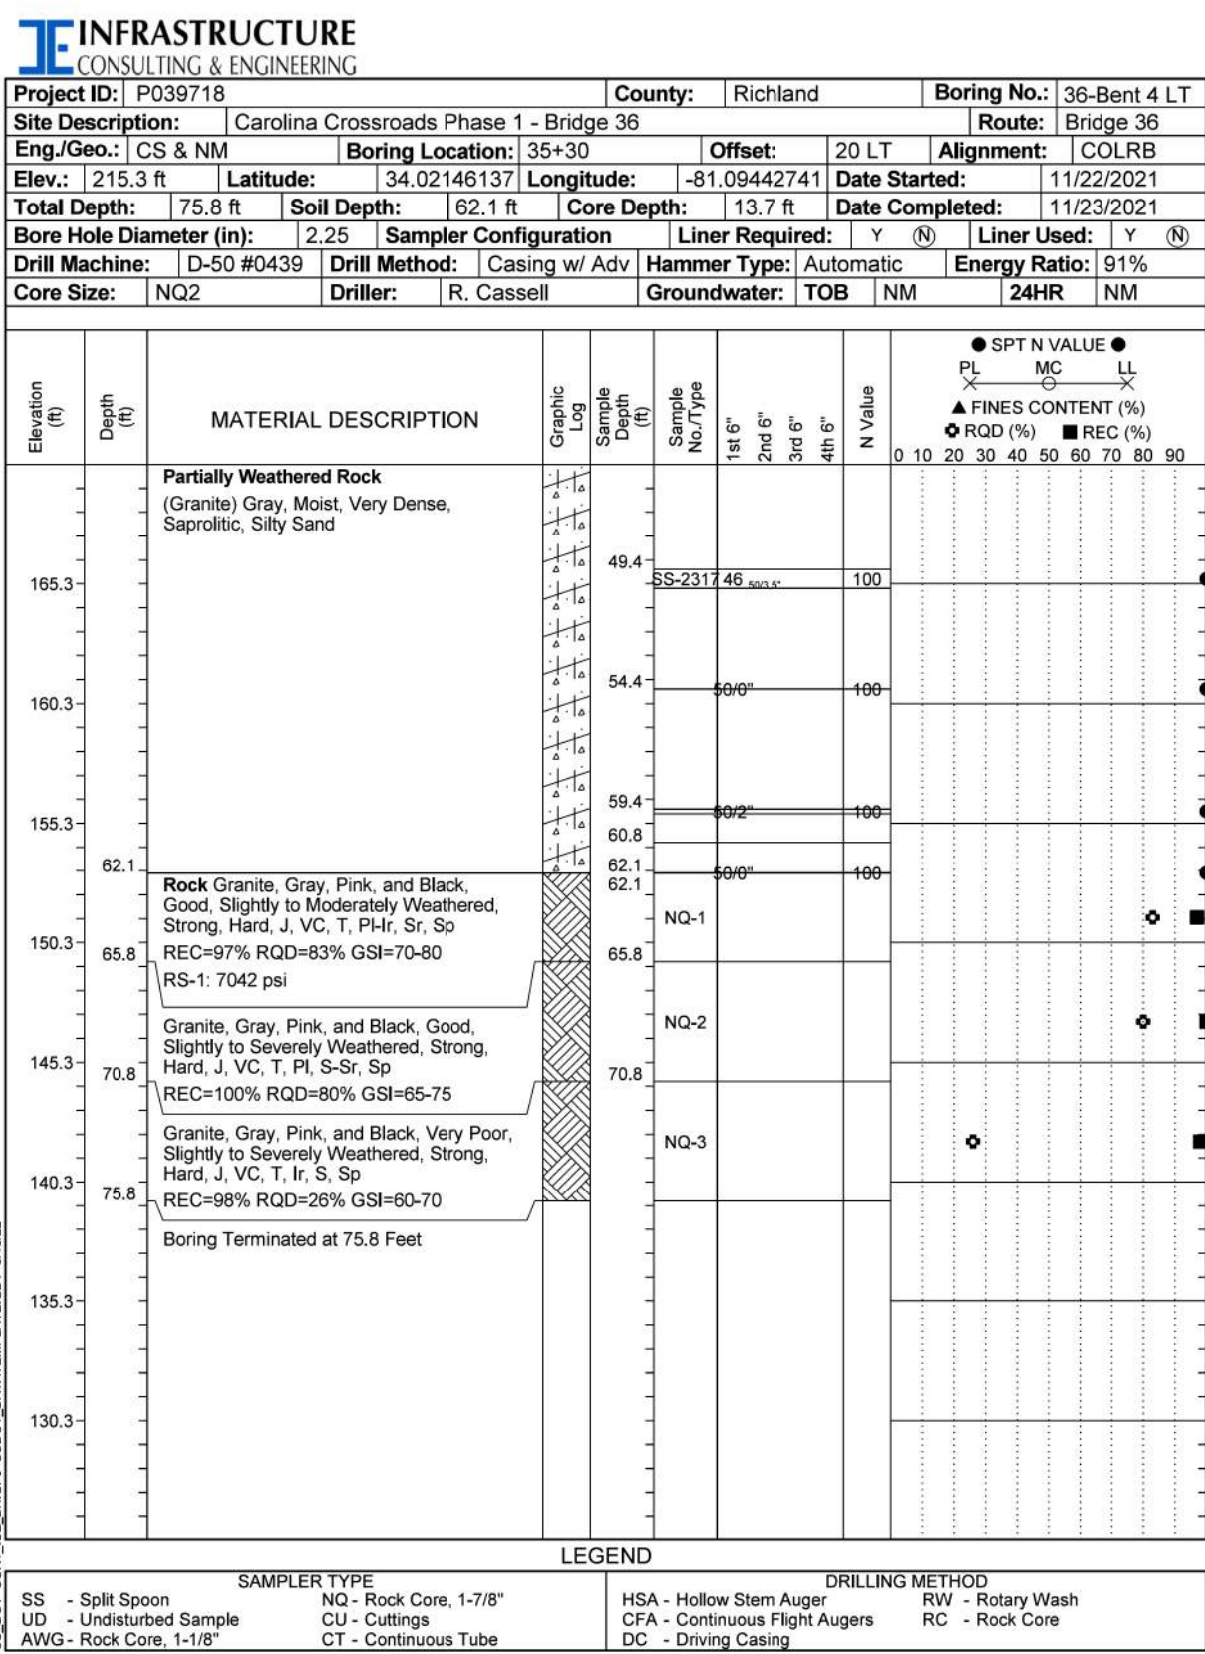 INFRASTRUCTURE
CONSULTING & ENGINEERING
Project ID: P039718 County: Richland Boring No.: 36-Bent 4 LT
Site Description: Carolina Crossroads Phase 1 - Bridge 36 Route: Bridge 36
Eng./Geo.: CS & NM Boring Location: 35+30 Offset: 20 LT Alignment: COLRB
Elev.: 215.3 ft Latitude: 34.02146137 Longitude: -81.09442741 Date Started: 11/22/2021
Total Depth: 75.8 ft Soil Depth: 62.1 ft Core Depth: 13.7 ft Date Completed: 11/23/2021
Bore Hole Diameter (in): 2.25 Sampler Configuration Liner Required: Y N Liner Used: Y N
Drill Machine: D-50 #0439 Drill Method: Casing w/ Adv Hammer Type: Automatic Energy Ratio: 91%
Core Size: NQ2 Driller: R. Cassell Groundwater: TOB NM 24HR NM
Elevation (ft)
Depth (ft)
MATERIAL DESCRIPTION
Graphic Log
Sample Depth (ft)
Sample No./Type
1st 6"
2nd 6"
3rd 6"
4th 6"
N Value
● SPT N VALUE ●
PL MC LL
▲ FINES CONTENT (%)
RQD (%) ■ REC (%)
0 10 20 30 40 50 60 70 80 90
Partially Weathered Rock
(Granite) Gray, Moist, Very Dense,
Saprolitic, Silty Sand
49.4
165.3 SS-23 17 46 50/3.5" 100
54.4 50/0" 100
160.3
59.4 50/2" 100
155.3
60.8
62.1 62.1 50/0" 100
62.1
Rock Granite, Gray, Pink, and Black,
Good, Slightly to Moderately Weathered,
Strong, Hard, J, VC, T, Pl-Ir, Sr, Sp
NQ-1
150.3
65.8 REC=97% RQD=83% GSI=70-80 65.8
RS-1: 7042 psi
Granite, Gray, Pink, and Black, Good,
Slightly to Severely Weathered, Strong,
Hard, J, VC, T, Pl, S-Sr, Sp
NQ-2
145.3
70.8 70.8
REC=100% RQD=80% GSI=65-75
Granite, Gray, Pink, and Black, Very Poor,
Slightly to Severely Weathered, Strong,
Hard, J, VC, T, Ir, S, Sp
NQ-3
140.3
75.8 REC=98% RQD=26% GSI=60-70
Boring Terminated at 75.8 Feet
135.3
130.3
LEGEND
SAMPLER TYPE DRILLING METHOD
SS - Split Spoon NQ - Rock Core, 1-7/8" HSA - Hollow Stem Auger RW - Rotary Wash
UD - Undisturbed Sample CU - Cuttings CFA - Continuous Flight Augers RC - Rock Core
AWG - Rock Core, 1-1/8" CT - Continuous Tube DC - Driving Casing